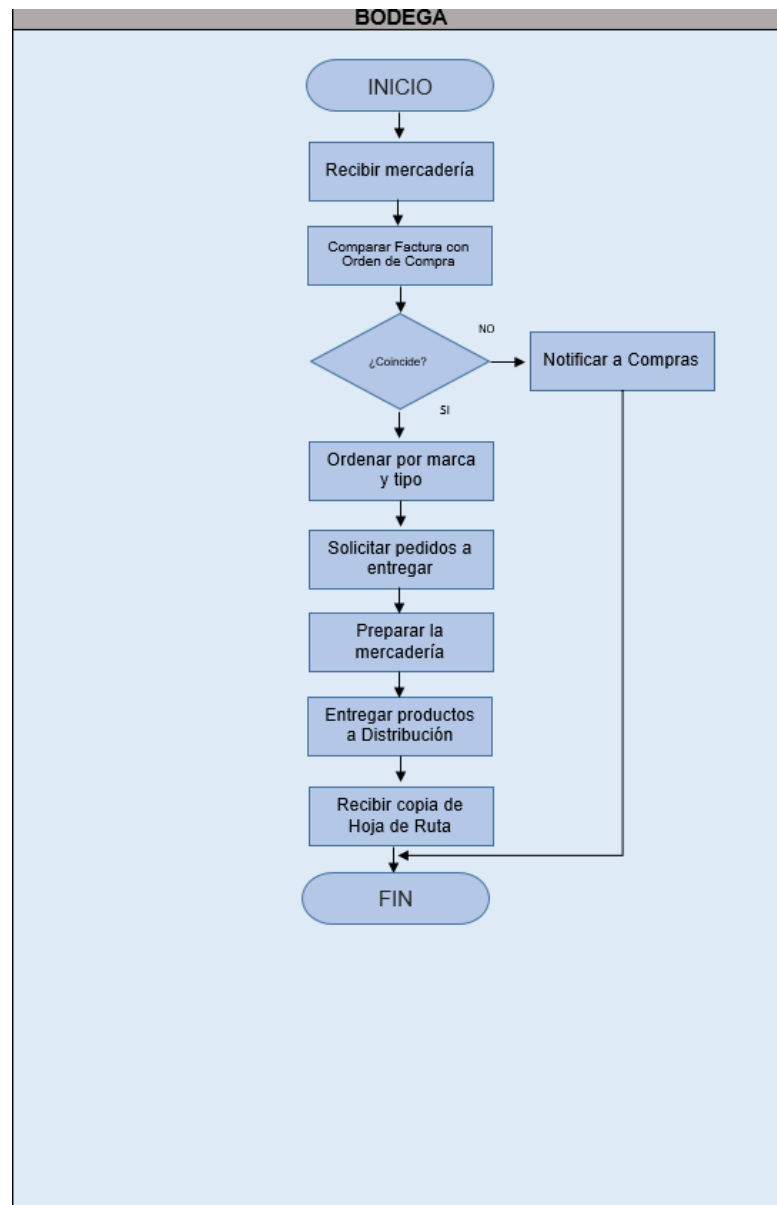 BODEGA
INICIO
Recibir mercadería
Comparar Factura con
Orden de Compra
¿Coincide?
NO
Notificar a Compras
SI
Ordenar por marca
y tipo
Solicitar pedidos a
entregar
Preparar la
mercadería
Entregar productos
a Distribución
Recibir copia de
Hoja de Ruta
FIN